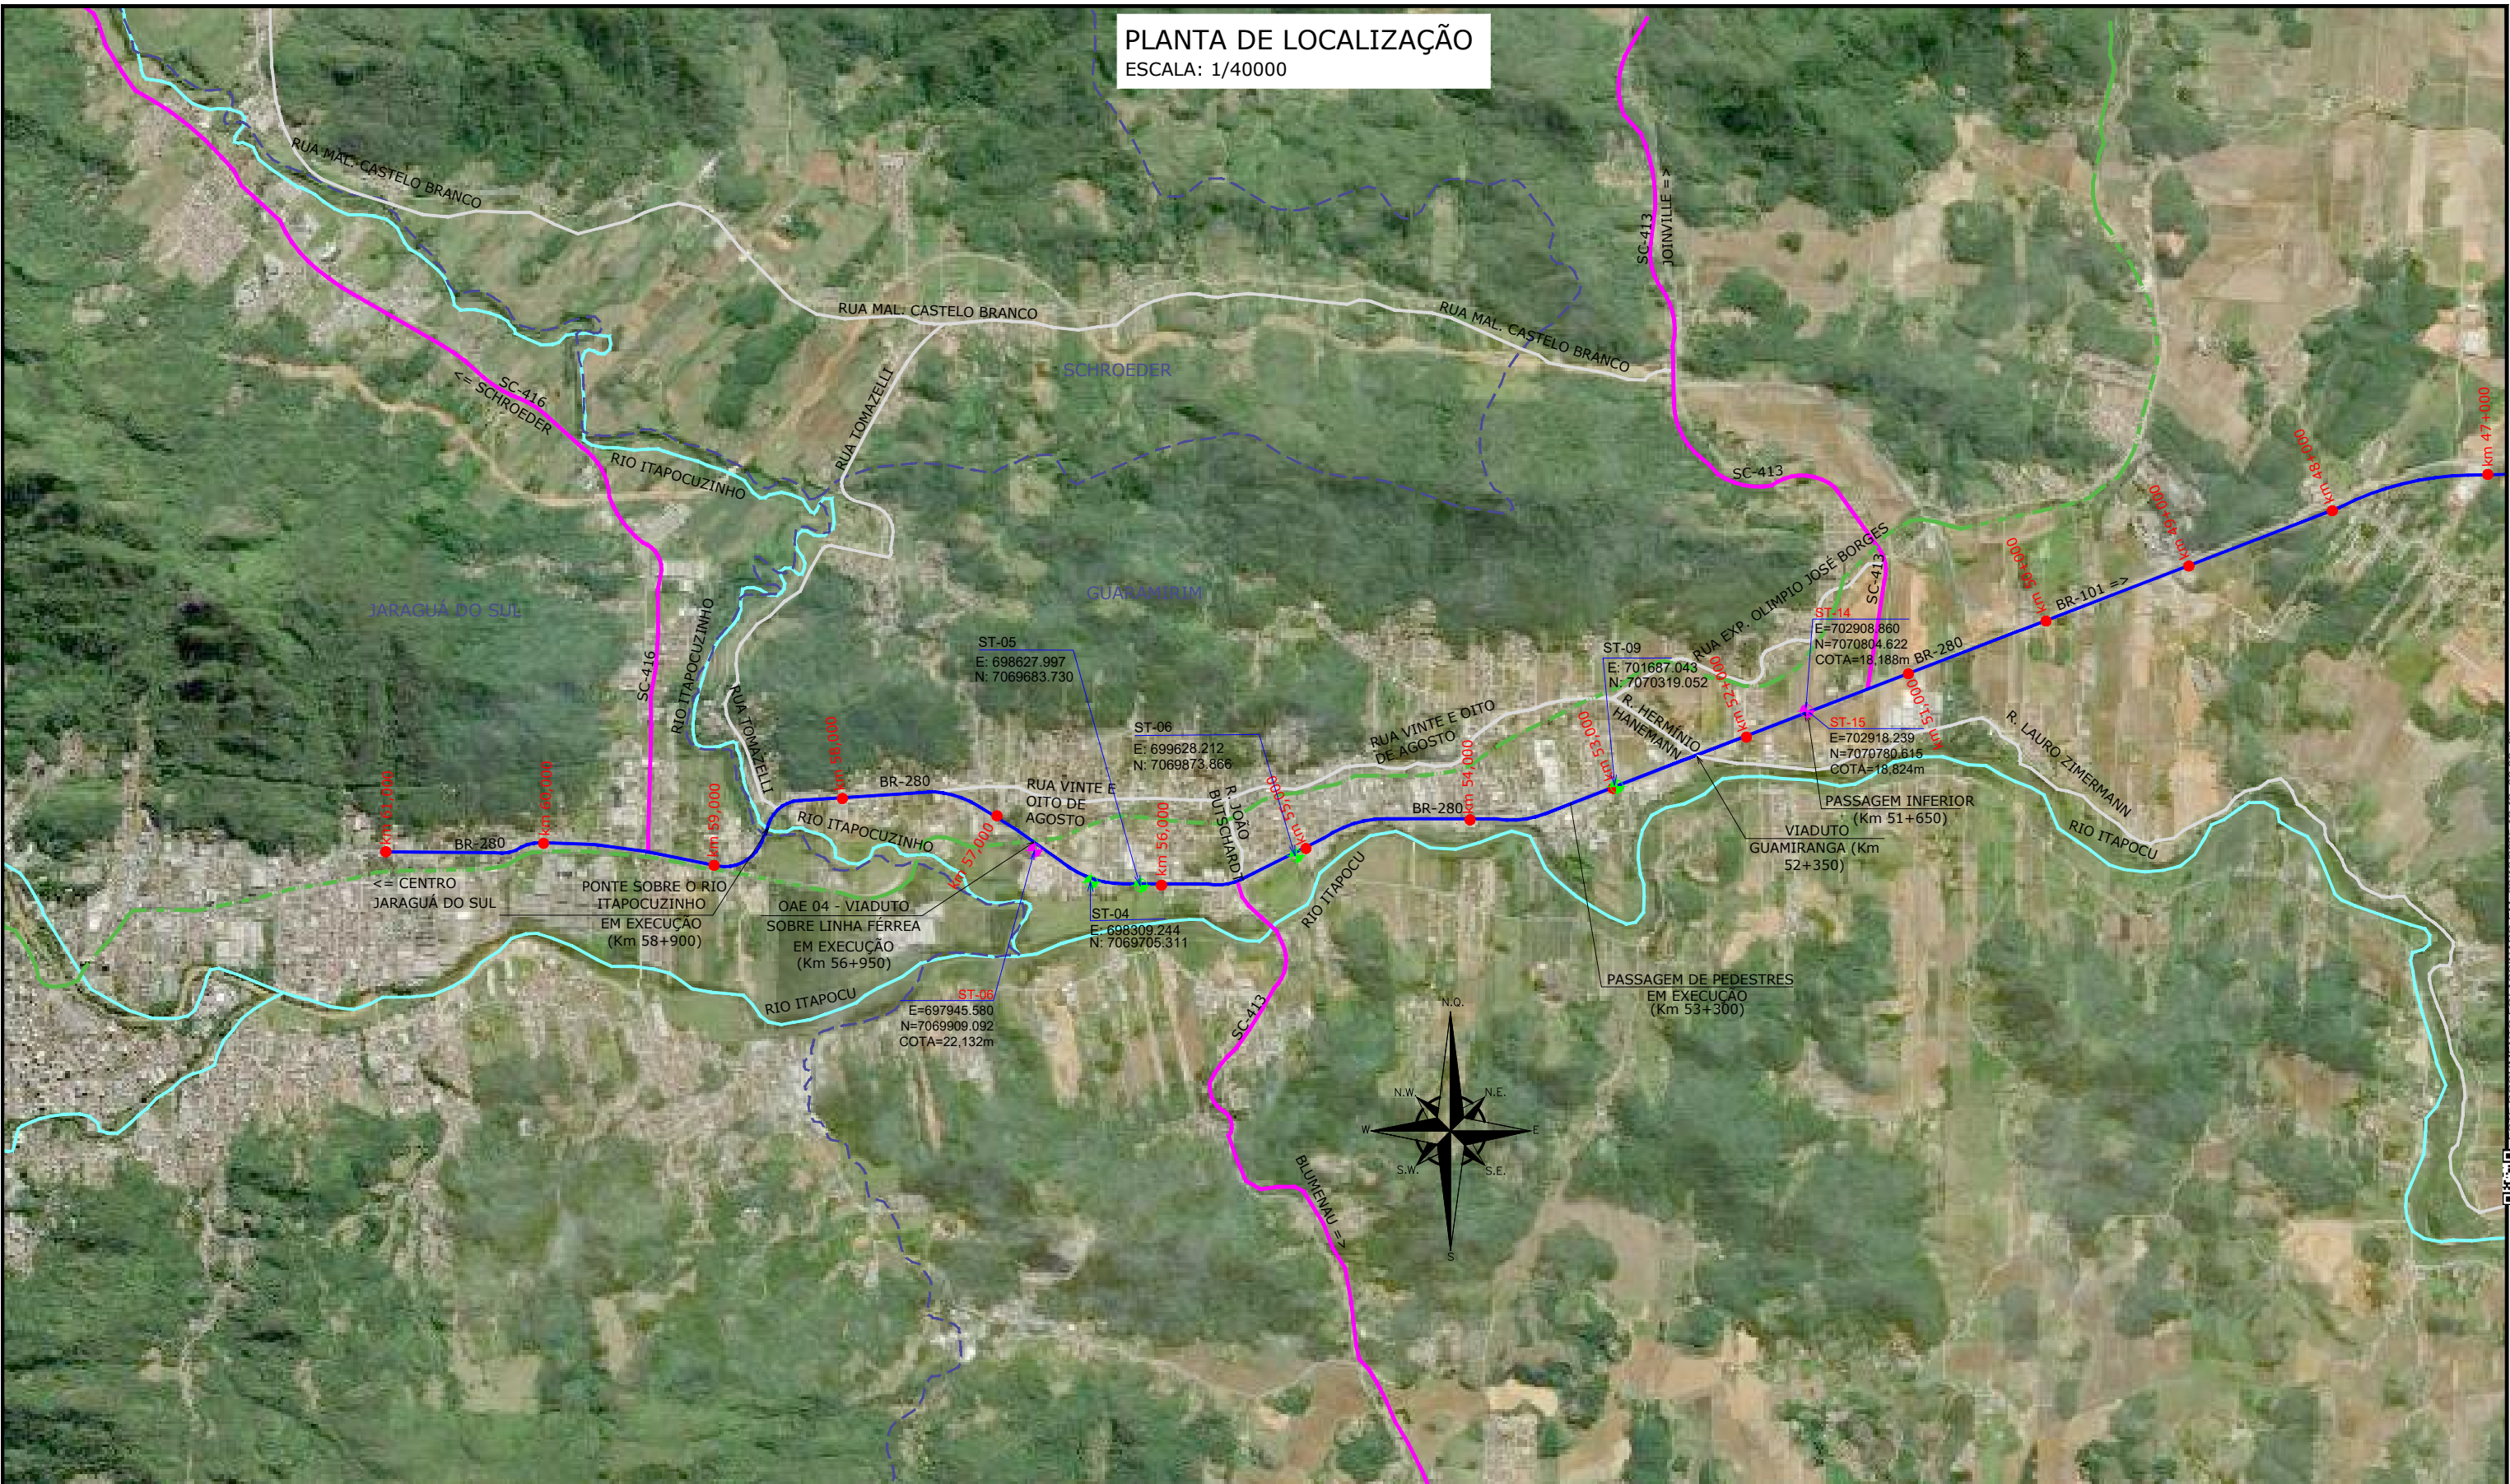 PLANTA DE LOCALIZAÇÃO
ESCALA: 1/40000
RUA MAL. CASTELO BRANCO
RUA MAL. CASTELO BRANCO
RUA MAL. CASTELO BRANCO
SC-413
JOINVILLE =>
SCHROEDER
SC-416
<= SCHROEDER
RUA TOMAZELLI
RIO ITAPOCUZINHO
SC-413
km 47+000
km 48+000
km 49+000
km 50+000
BR-101 =>
RUA EXP. OLIMPIO JOSÉ BORGES
SC-413
JARAGUÁ DO SUL
GUARAMIRIM
ST-14
E=702908.860
N=7070804.622
COTA=18,188m
BR-280
km 51,000
ST-05
E: 698627.997
N: 7069683.730
ST-09
E: 701687.043
N: 7070319.052
km 52+000
SC-416
RIO ITAPOCUZINHO
RUA TOMAZELLI
ST-06
E: 699628.212
N: 7069873.866
RUA VINTE E OITO
DE AGOSTO
R. HERMÍNIO
HANEMANN
ST-15
E=702918.239
N=7070780.615
COTA=18,824m
R. LAURO ZIMERMANN
km 61,000
BR-280
km 60,000
km 59,000
km 58,000
BR-280
km 57,000
RUA VINTE E
OITO DE
AGOSTO
km 56,000
R. JOÃO
BUTSCHARDT
km 55,000
BR-280
km 54,000
km 53,000
PASSAGEM INFERIOR
(Km 51+650)
VIADUTO
GUAMIRANGA (Km
52+350)
RIO ITAPOCU
RIO ITAPOCUZINHO
<= CENTRO
JARAGUÁ DO SUL
PONTE SOBRE O RIO
ITAPOCUZINHO
EM EXECUÇÃO
(Km 58+900)
OAE 04 - VIADUTO
SOBRE LINHA FÉRREA
EM EXECUÇÃO
(Km 56+950)
ST-04
E: 698309.244
N: 7069705.311
RIO ITAPOCU
PASSAGEM DE PEDESTRES
EM EXECUÇÃO
(Km 53+300)
RIO ITAPOCU
ST-06
E=697945.580
N=7069909.092
COTA=22,132m
SC-413
BLUMENAU =>
N.Q.
N.W.
N.E.
W
E
S.W.
S.E.
S